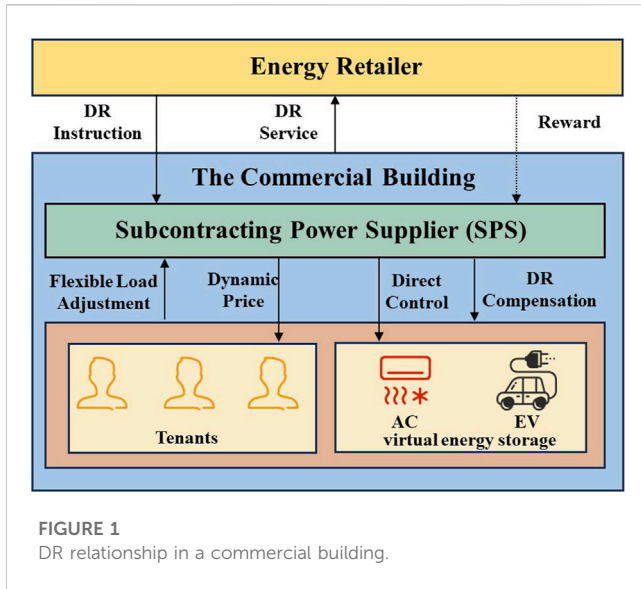 Energy Retailer
DR
Instruction
DR
Service
Reward
The Commercial Building
Subcontracting Power Supplier (SPS)
Flexible Load
Adjustment
Dynamic
Price
Direct
Control
DR
Compensation
Tenants
AC
EV
virtual energy storage
FIGURE 1
DR relationship in a commercial building.